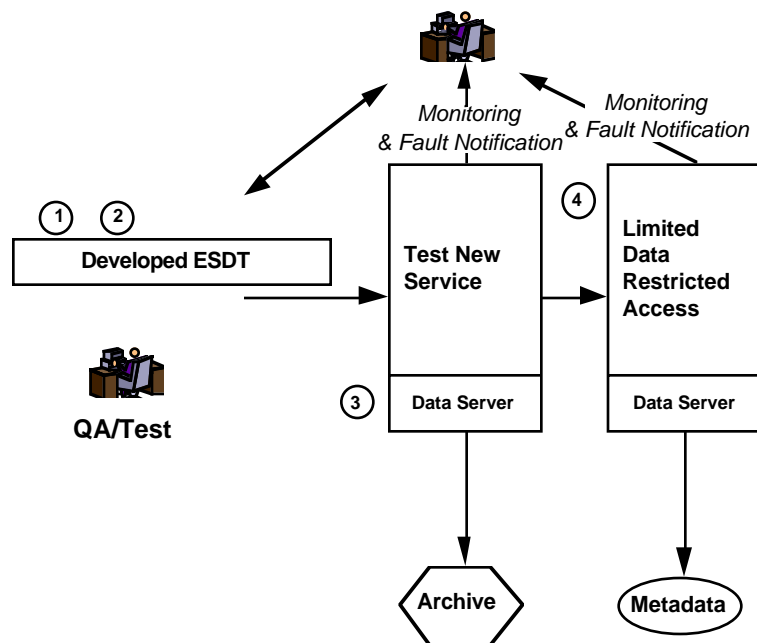 Monitoring
& Fault Notification
Monitoring
& Fault Notification
1
2
4
Developed ESDT
Test New
Service
Limited
Data
Restricted
Access
3
Data Server
Data Server
QA/Test
Archive
Metadata